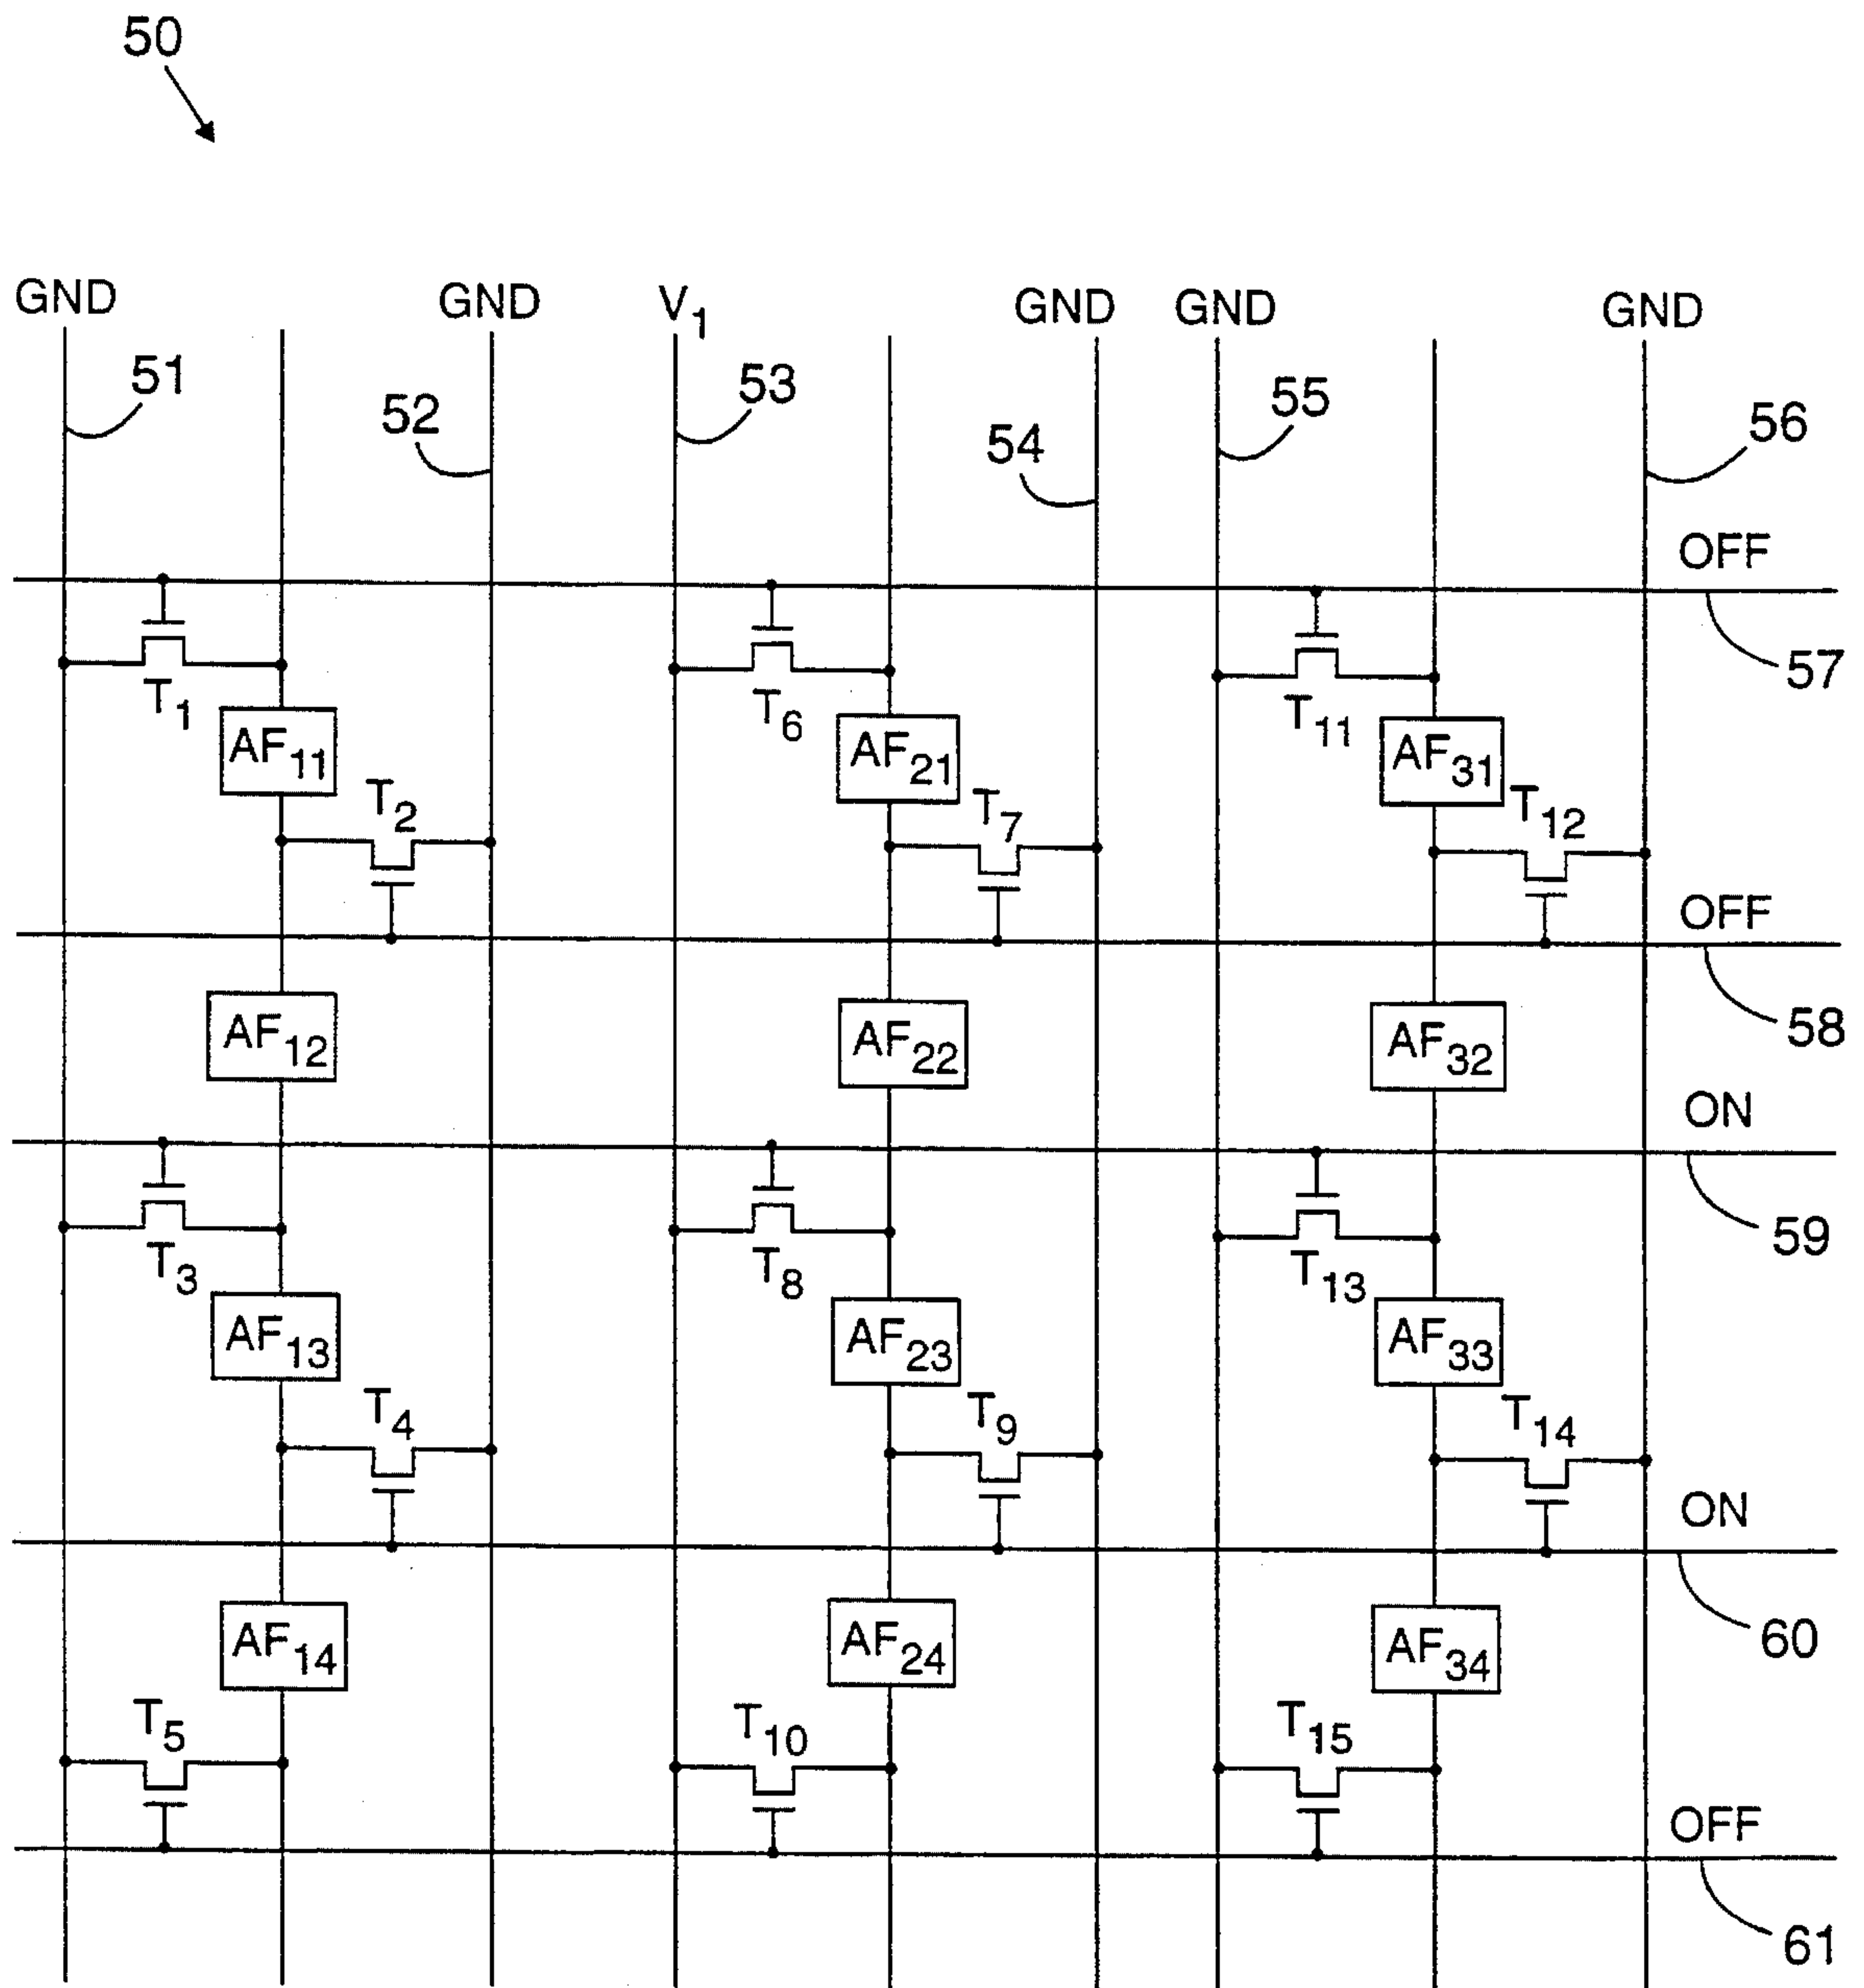 50
GND GND V1 GND GND GND
51 52 53 54 55 56
OFF
57
T1 T6 T11
AF11 AF21 AF31
T2 T7 T12
OFF
58
AF12 AF22 AF32
ON
59
T3 T8 T13
AF13 AF23 AF33
T4 T9 T14
ON
60
AF14 AF24 AF34
T5 T10 T15
OFF
61